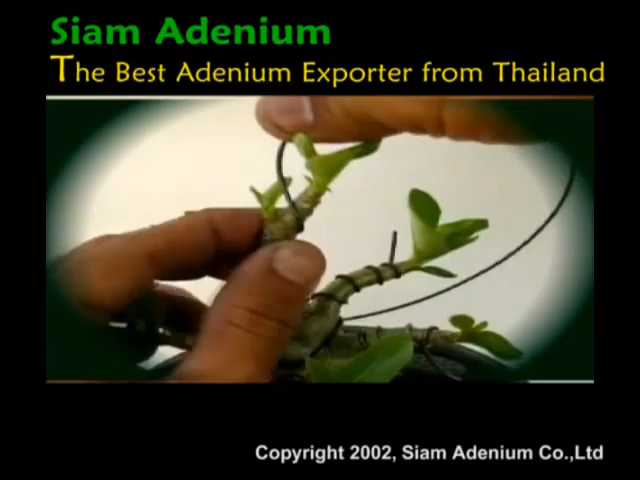 Siam Adenium
The Best Adenium Exporter from Thailand
Copyright 2002, Siam Adenium Co.,Ltd